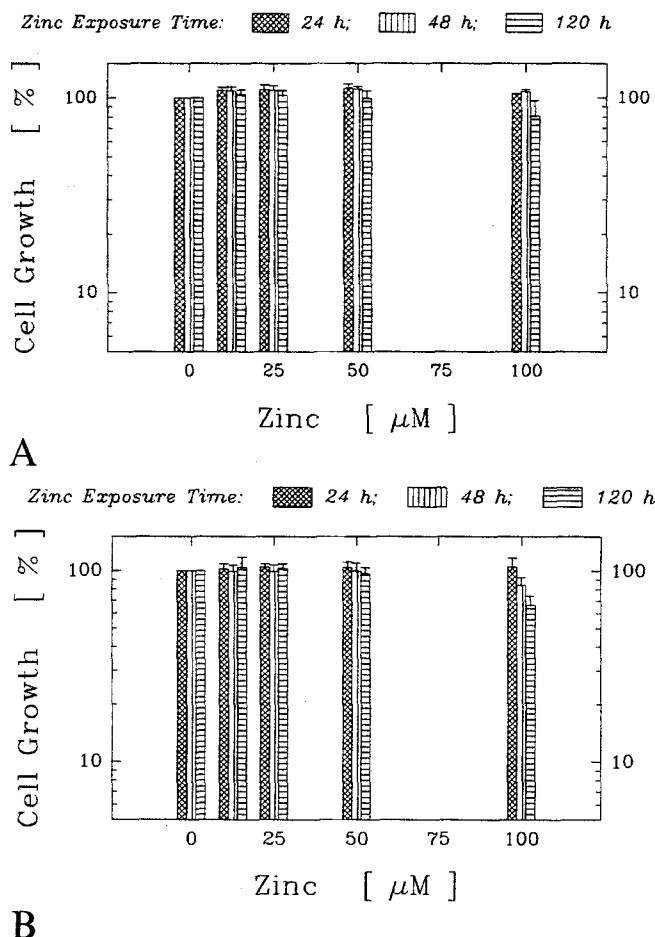 Zinc Exposure Time: 24 h; 48 h; 120 h
Cell Growth [ % ]
100
10
100
10
0 25 50 75 100
Zinc [ μM ]
A
Zinc Exposure Time: 24 h; 48 h; 120 h
Cell Growth [ % ]
100
10
100
10
0 25 50 75 100
Zinc [ μM ]
B